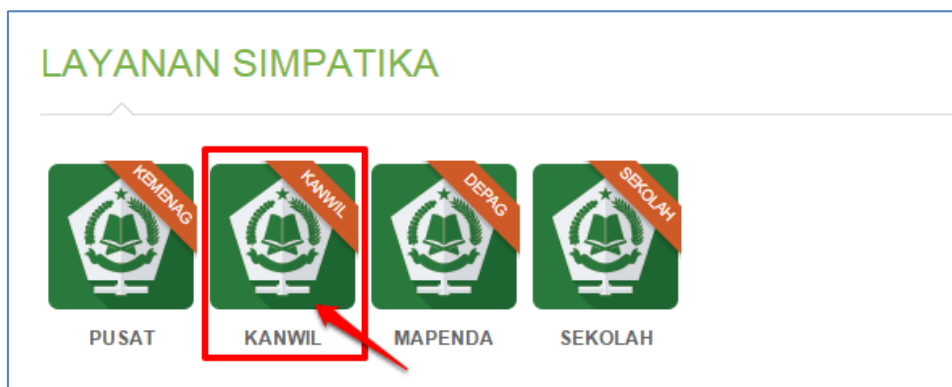 LAYANAN SIMPATIKA
KEMENAG
KANWIL
DEPAG
SEKOLAH
PUSAT
KANWIL
MAPENDA
SEKOLAH